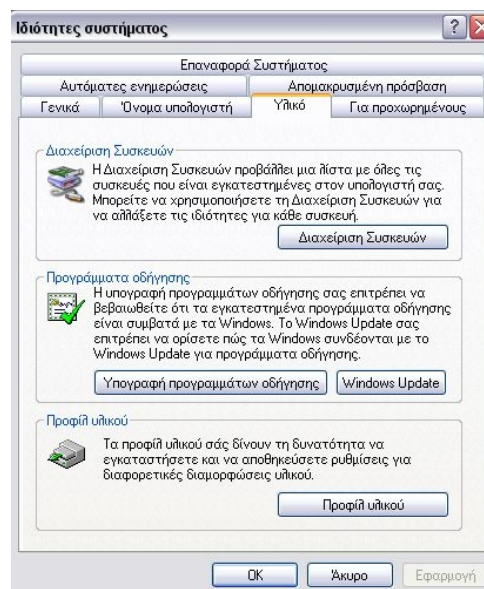 Ιδιότητες συστήματος
Επαναφορά Συστήματος
Αυτόματες ενημερώσεις
Απομακρυσμένη πρόσβαση
Γενικά
Όνομα υπολογιστή
Υλικό
Για προχωρημένους
Διαχείριση Συσκευών
Η Διαχείριση Συσκευών προβάλλει μια λίστα με όλες τις
συσκευές που είναι εγκατεστημένες στον υπολογιστή σας.
Μπορείτε να χρησιμοποιήσετε τη Διαχείριση Συσκευών για
να αλλάξετε τις ιδιότητες για κάθε συσκευή.
Διαχείριση Συσκευών
Προγράμματα οδήγησης
Η υπογραφή προγραμμάτων οδήγησης σας επιτρέπει να
βεβαιωθείτε ότι τα εγκατεστημένα προγράμματα οδήγησης
είναι συμβατά με τα Windows. Το Windows Update σας
επιτρέπει να ορίσετε πώς τα Windows συνδέονται με το
Windows Update για προγράμματα οδήγησης.
Υπογραφή προγραμμάτων οδήγησης
Windows Update
Προφίλ υλικού
Τα προφίλ υλικού σάς δίνουν τη δυνατότητα να
εγκαταστήσετε και να αποθηκεύσετε ρυθμίσεις για
διαφορετικές διαμορφώσεις υλικού.
Προφίλ υλικού
OK
Άκυρο
Εφαρμογή